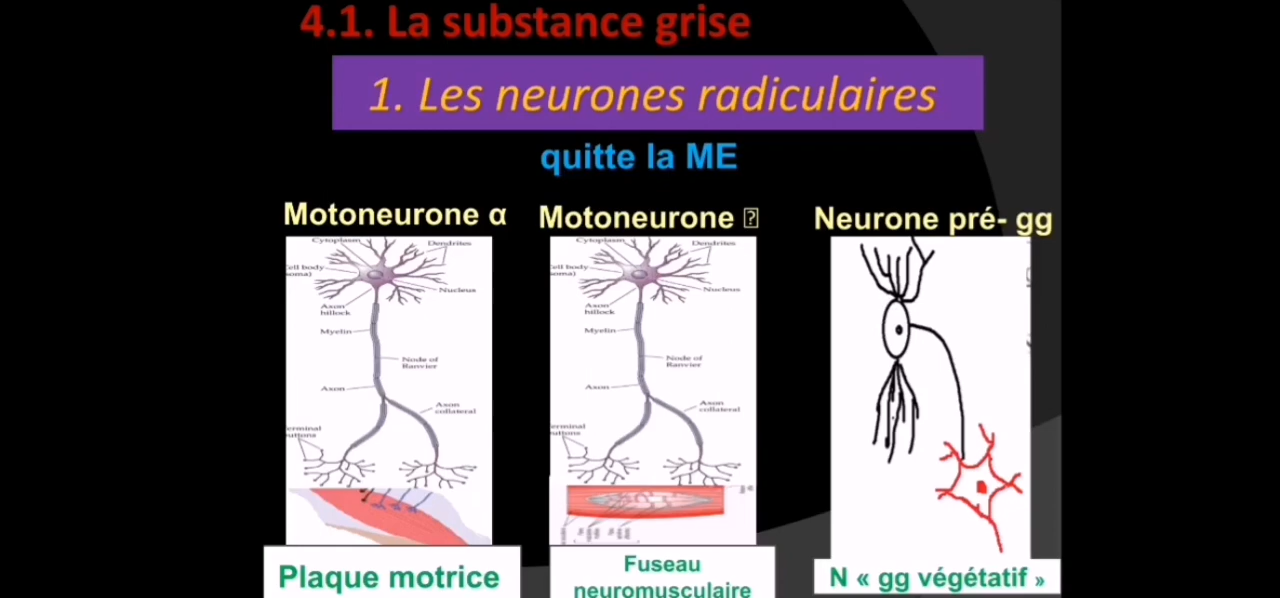 4.1. La substance grise
1. Les neurones radiculaires
quitte la ME
Motoneurone α
Motoneurone
Neurone pré- gg
Cytoplasm
Dendrites
ell body
soma)
Nucleus
Axon
hillock
Myelin
Node of
Ranvier
Axon
Axon
collateral
erminal
uttons
Cytoplasm
Dendrites
ell body
soma)
Nucleus
Axon
hillock
Myelin
Node of
Ranvier
Axon
Axon
collateral
erminal
uttons
Plaque motrice
Fuseau
neuromusculaire
N « gg végétatif »